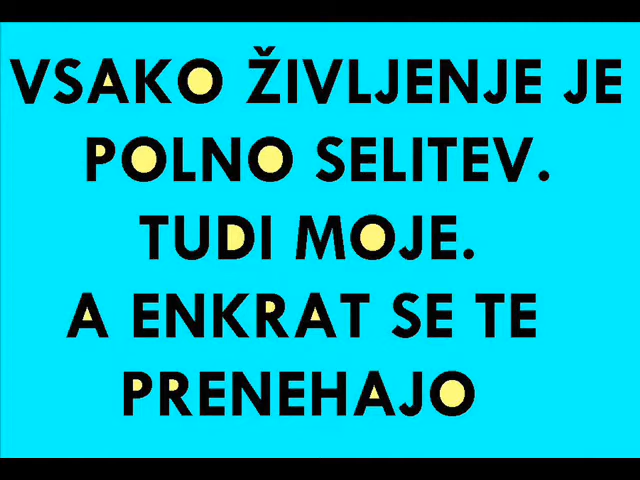 VSAKO ŽIVLJENJE JE
POLNO SELITEV.
TUDI MOJE.
A ENKRAT SE TE
PRENEHAJO